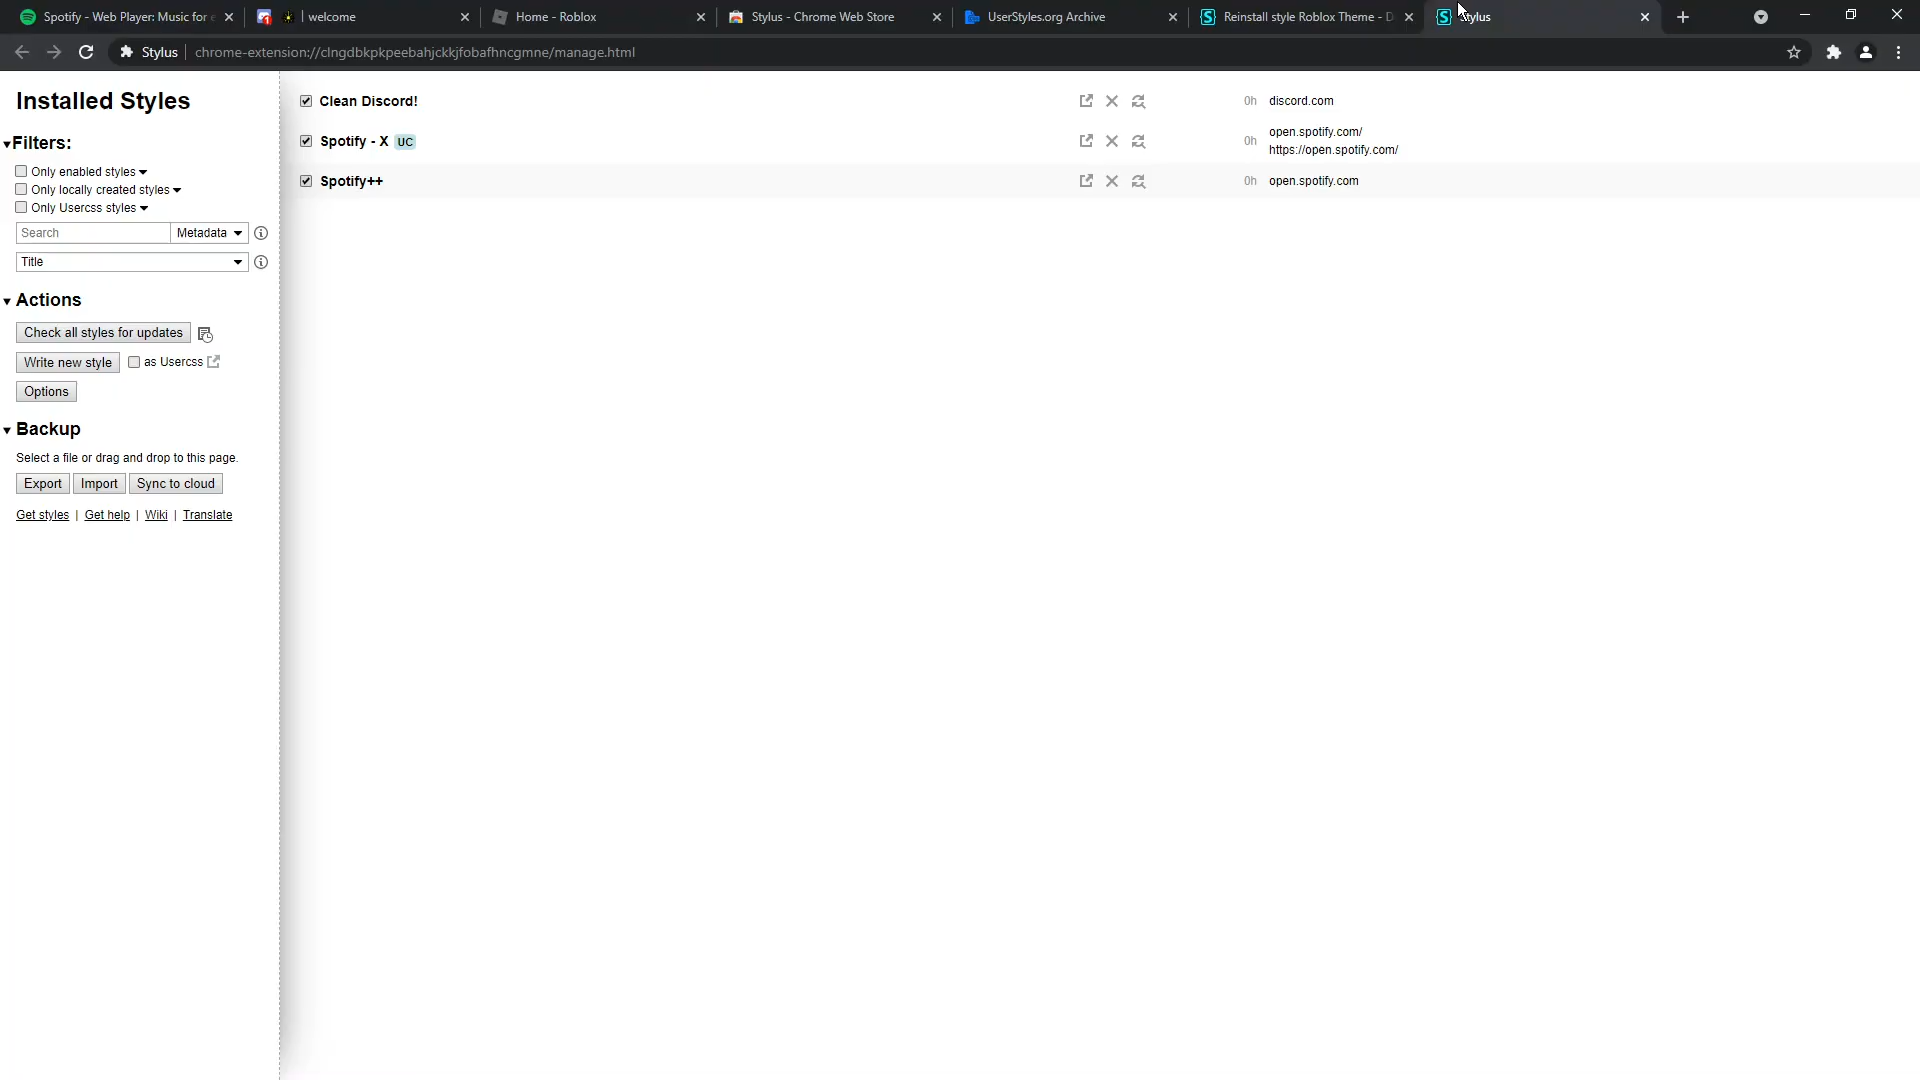 Spotify - Web Player: Music for e
| welcome
Home - Roblox
Stylus - Chrome Web Store
UserStyles.org Archive
Reinstall style Roblox Theme - D
Stylus
Stylus
chrome-extension://clngdbkpkpeebahjckkjfobafhncgmne/manage.html
Installed Styles
Filters:
Only enabled styles
Only locally created styles
Only Usercss styles
Search
Metadata
Title
Actions
Check all styles for updates
Write new style
as Usercss
Options
Backup
Select a file or drag and drop to this page.
Export
Import
Sync to cloud
Get styles | Get help | Wiki | Translate
Clean Discord!
0h
discord.com
Spotify - X UC
0h
open.spotify.com/
https://open.spotify.com/
Spotify++
0h
open.spotify.com